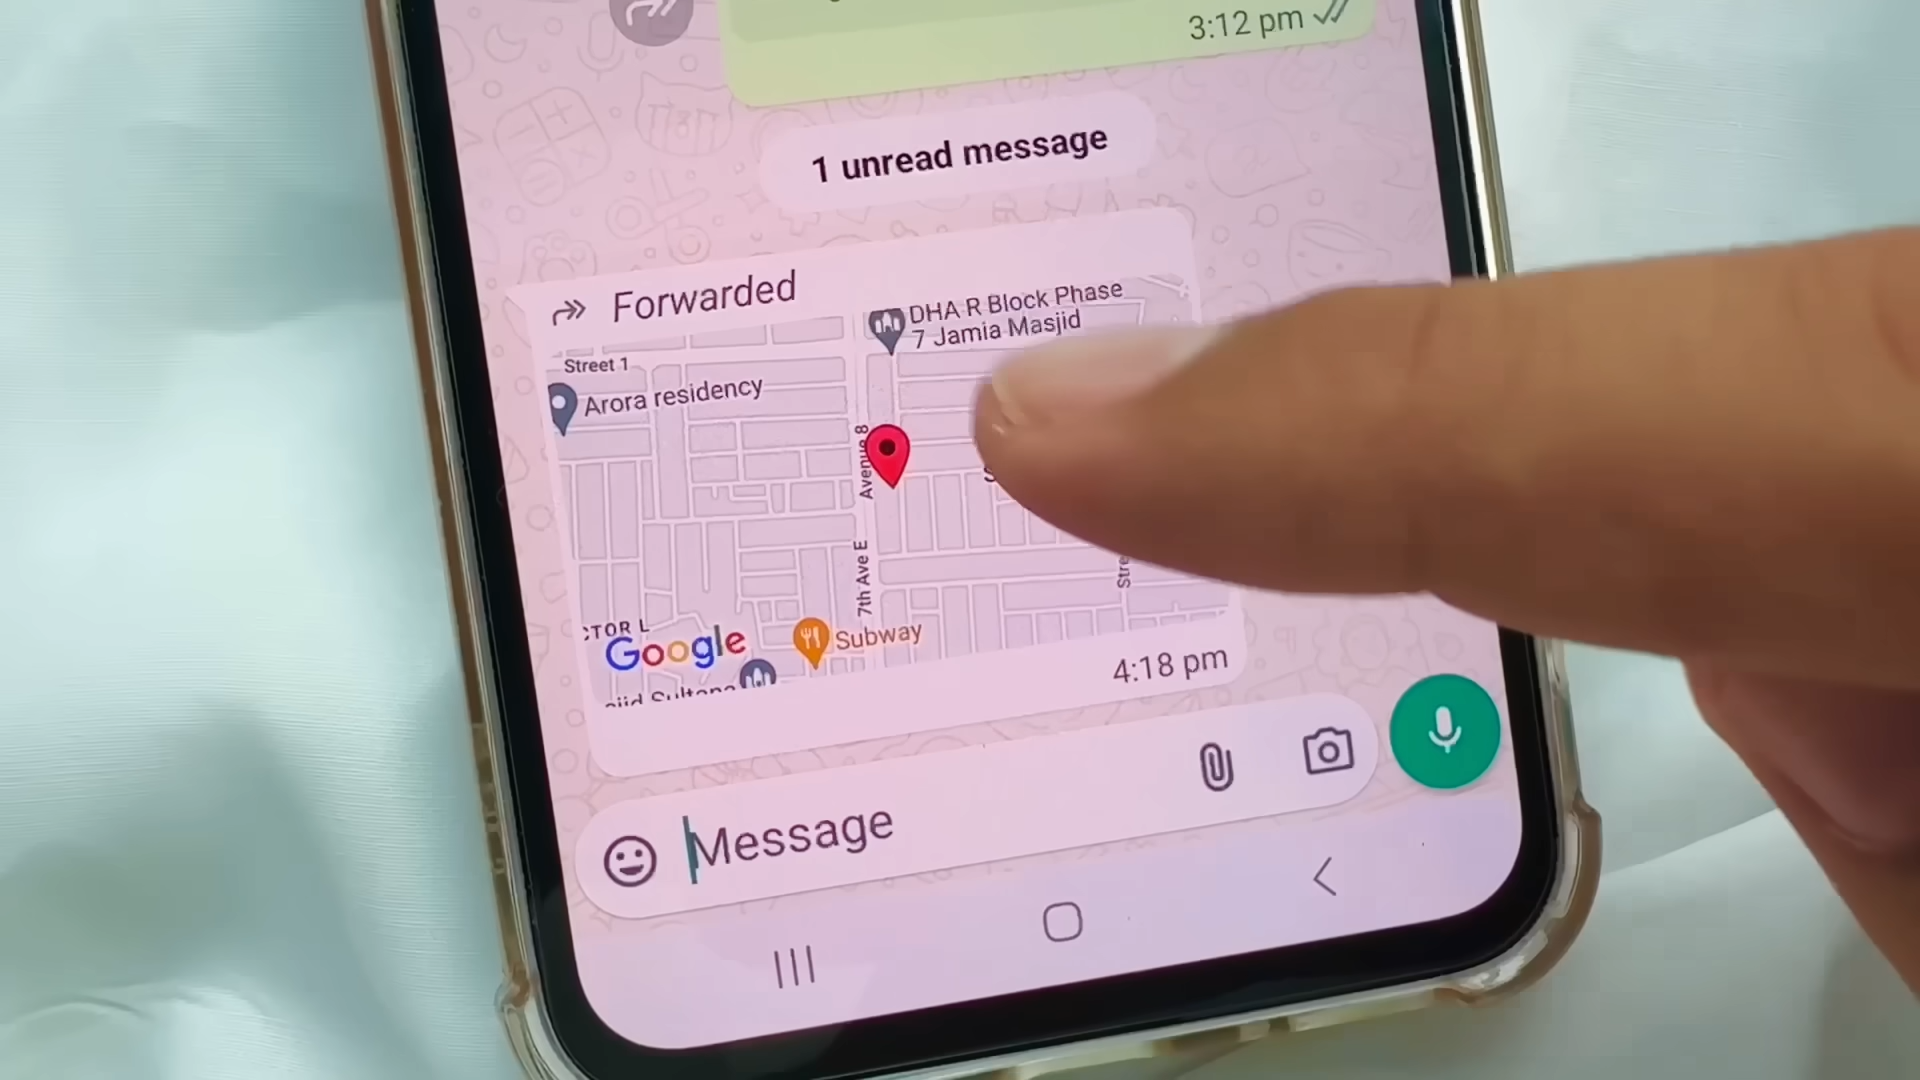 3:12 pm
1 unread message
Forwarded
DHA R Block Phase
7 Jamia Masjid
Street 1
Arora residency
Avenue 8
7th Ave E
Google
Subway
4:18 pm
Message